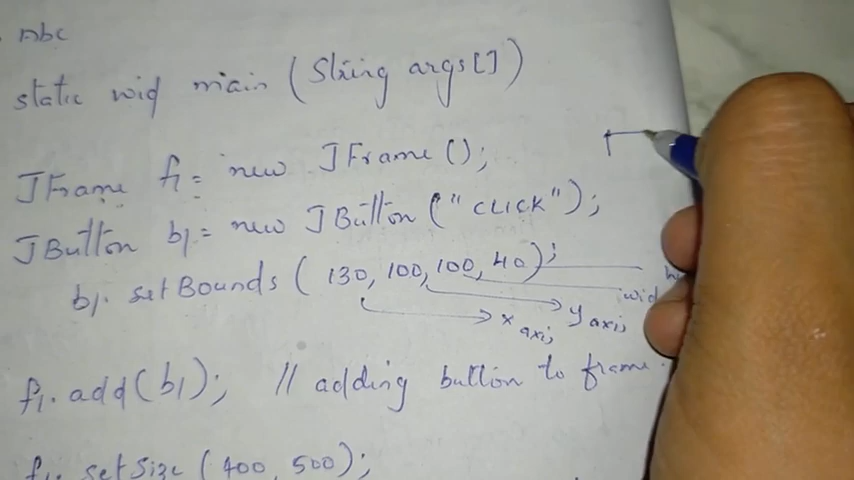 Abc
static void main (String args[])
JFrame f1 = new JFrame ();
JButton b1 = new JButton ("CLICK");
b1. setBounds ( 130, 100, 100, 40);
wid
x axis
y axis
f1. add(b1); // adding button to frame.
f1. setSize (400, 500);